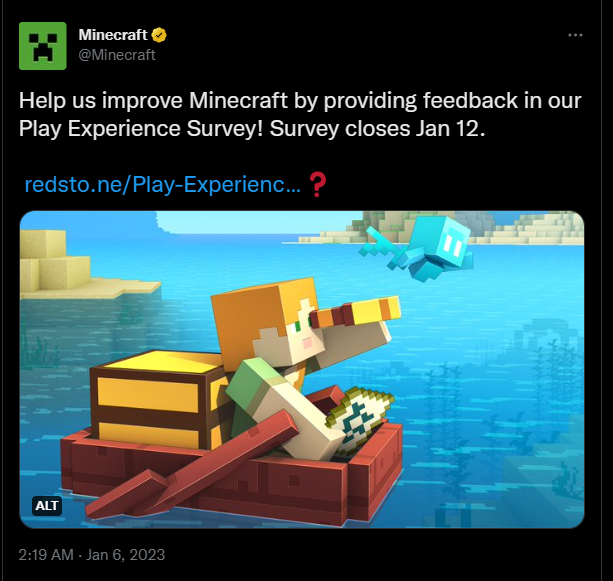 Minecraft
@Minecraft
Help us improve Minecraft by providing feedback in our
Play Experience Survey! Survey closes Jan 12.
redsto.ne/Play-Experienc...❓
ALT
2:19 AM · Jan 6, 2023